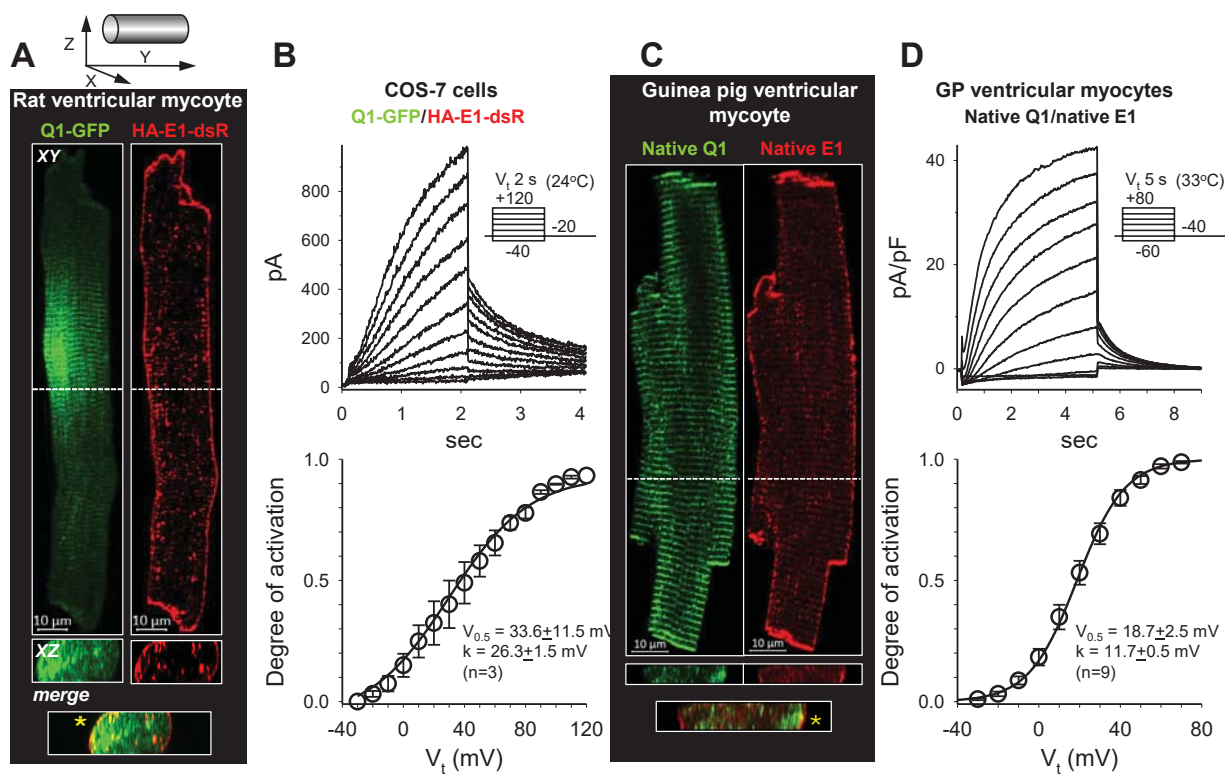 A
Z
Y
X
Rat ventricular mycoyte
Q1-GFP HA-E1-dsR
XY
10 µm 10 µm
XZ
merge
*
B
COS-7 cells
Q1-GFP/HA-E1-dsR
pA
800
600
400
200
0
0 1 2 3 4
sec
Vt 2 s (24oC)
+120
-20
-40
Degree of activation
1.0
0.5
0.0
0 40 80 120
Vt (mV)
V0.5 = 33.6+11.5 mV
k = 26.3+1.5 mV
(n=3)
C
Guinea pig ventricular
mycoyte
Native Q1 Native E1
10 µm 10 µm
*
D
GP ventricular myocytes
Native Q1/native E1
pA/pF
40
20
0
0 2 4 6 8
sec
Vt 5 s (33oC)
+80
-40
-60
Degree of activation
1.0
0.5
0.0
-40 0 40 80
Vt (mV)
V0.5 = 18.7+2.5 mV
k = 11.7+0.5 mV
(n=9)